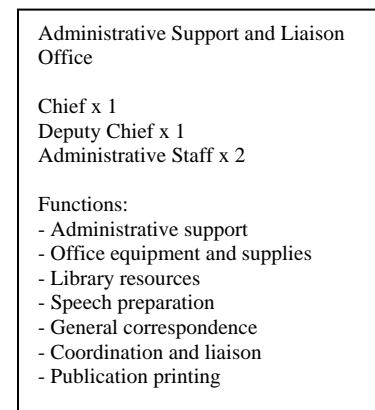 Administrative Support and Liaison
Office
Chief x 1
Deputy Chief x 1
Administrative Staff x 2
Functions:
- Administrative support
- Office equipment and supplies
- Library resources
- Speech preparation
- General correspondence
- Coordination and liaison
- Publication printing